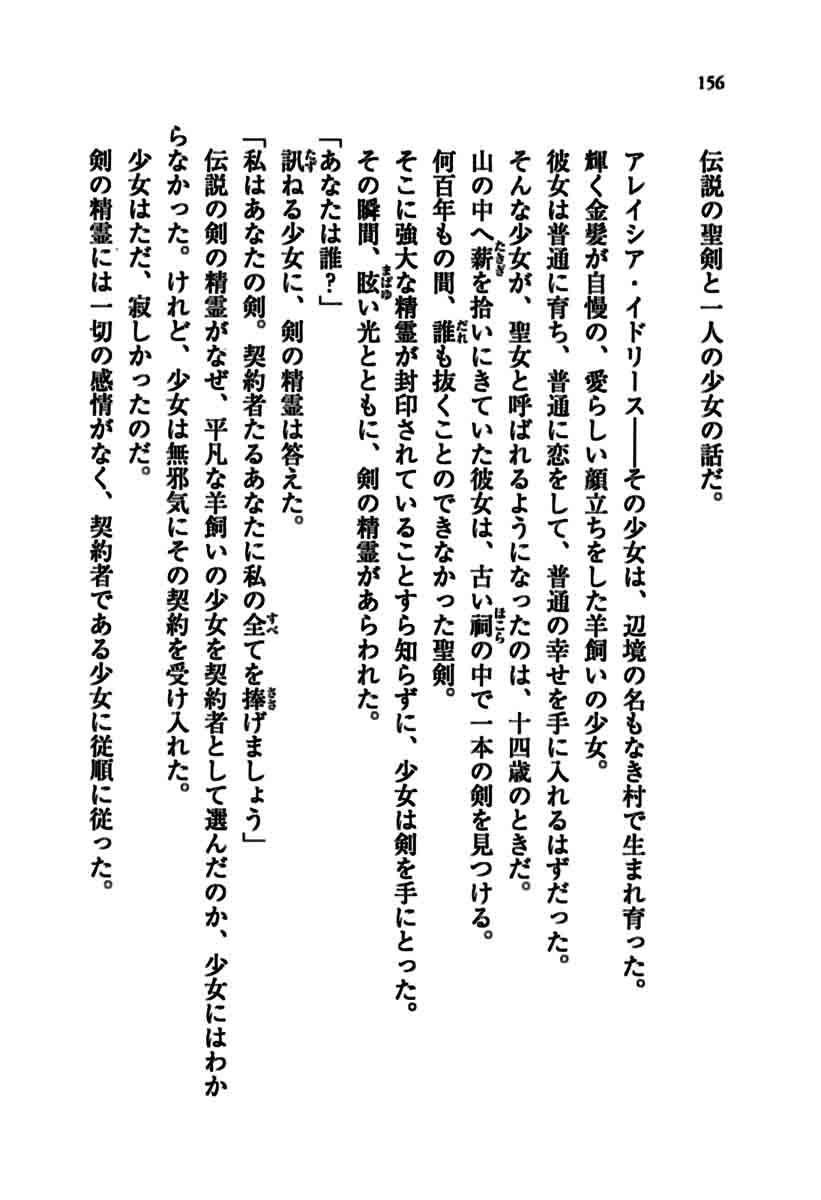 156
伝説の聖剣と一人の少女の話だ。
アレイシア・イドリース――その少女は、辺境の名もなき村で生まれ育った。
輝く金髪が自慢の、愛らしい顔立ちをした羊飼いの少女。
彼女は普通に育ち、普通に恋をして、普通の幸せを手に入れるはずだった。
そんな少女が、聖女と呼ばれるようになったのは、十四歳のときだ。
山の中へ薪を拾いにきていた彼女は、古い祠の中で一本の剣を見つける。
何百年もの間、誰も抜くことのできなかった聖剣。
そこに強大な精霊が封印されていることすら知らずに、少女は剣を手にとった。
その瞬間、眩い光とともに、剣の精霊があらわれた。
「あなたは誰？」
訊ねる少女に、剣の精霊は答えた。
「私はあなたの剣。契約者たるあなたに私の全てを捧げましょう」
伝説の剣の精霊がなぜ、平凡な羊飼いの少女を契約者として選んだのか、少女にはわか
らなかった。けれど、少女は無邪気にその契約を受け入れた。
少女はただ、寂しかったのだ。
剣の精霊には一切の感情がなく、契約者である少女に従順に従った。